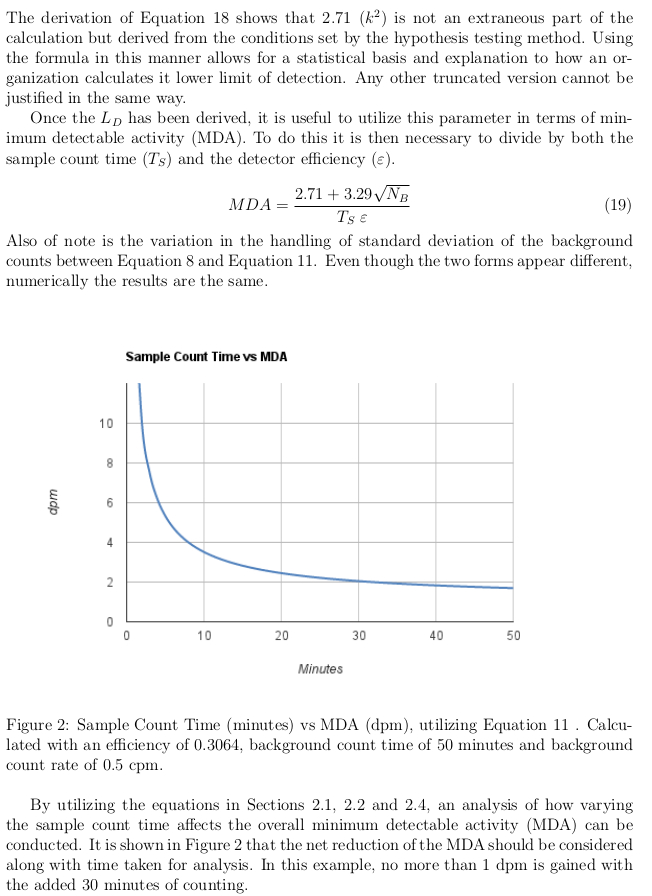 The derivation of Equation 18 shows that 2.71 (k²) is not an extraneous part of the
calculation but derived from the conditions set by the hypothesis testing method. Using
the formula in this manner allows for a statistical basis and explanation to how an or-
ganization calculates it lower limit of detection. Any other truncated version cannot be
justified in the same way.
Once the L_D has been derived, it is useful to utilize this parameter in terms of min-
imum detectable activity (MDA). To do this it is then necessary to divide by both the
sample count time (T_S) and the detector efficiency (ε).
MDA = (2.71 + 3.29√N_B) / (T_S ε) (19)
Also of note is the variation in the handling of standard deviation of the background
counts between Equation 8 and Equation 11. Even though the two forms appear different,
numerically the results are the same.
Sample Count Time vs MDA
10
8
6
4
2
0
dpm
0 10 20 30 40 50
Minutes
Figure 2: Sample Count Time (minutes) vs MDA (dpm), utilizing Equation 11 . Calcu-
lated with an efficiency of 0.3064, background count time of 50 minutes and background
count rate of 0.5 cpm.
By utilizing the equations in Sections 2.1, 2.2 and 2.4, an analysis of how varying
the sample count time affects the overall minimum detectable activity (MDA) can be
conducted. It is shown in Figure 2 that the net reduction of the MDA should be considered
along with time taken for analysis. In this example, no more than 1 dpm is gained with
the added 30 minutes of counting.